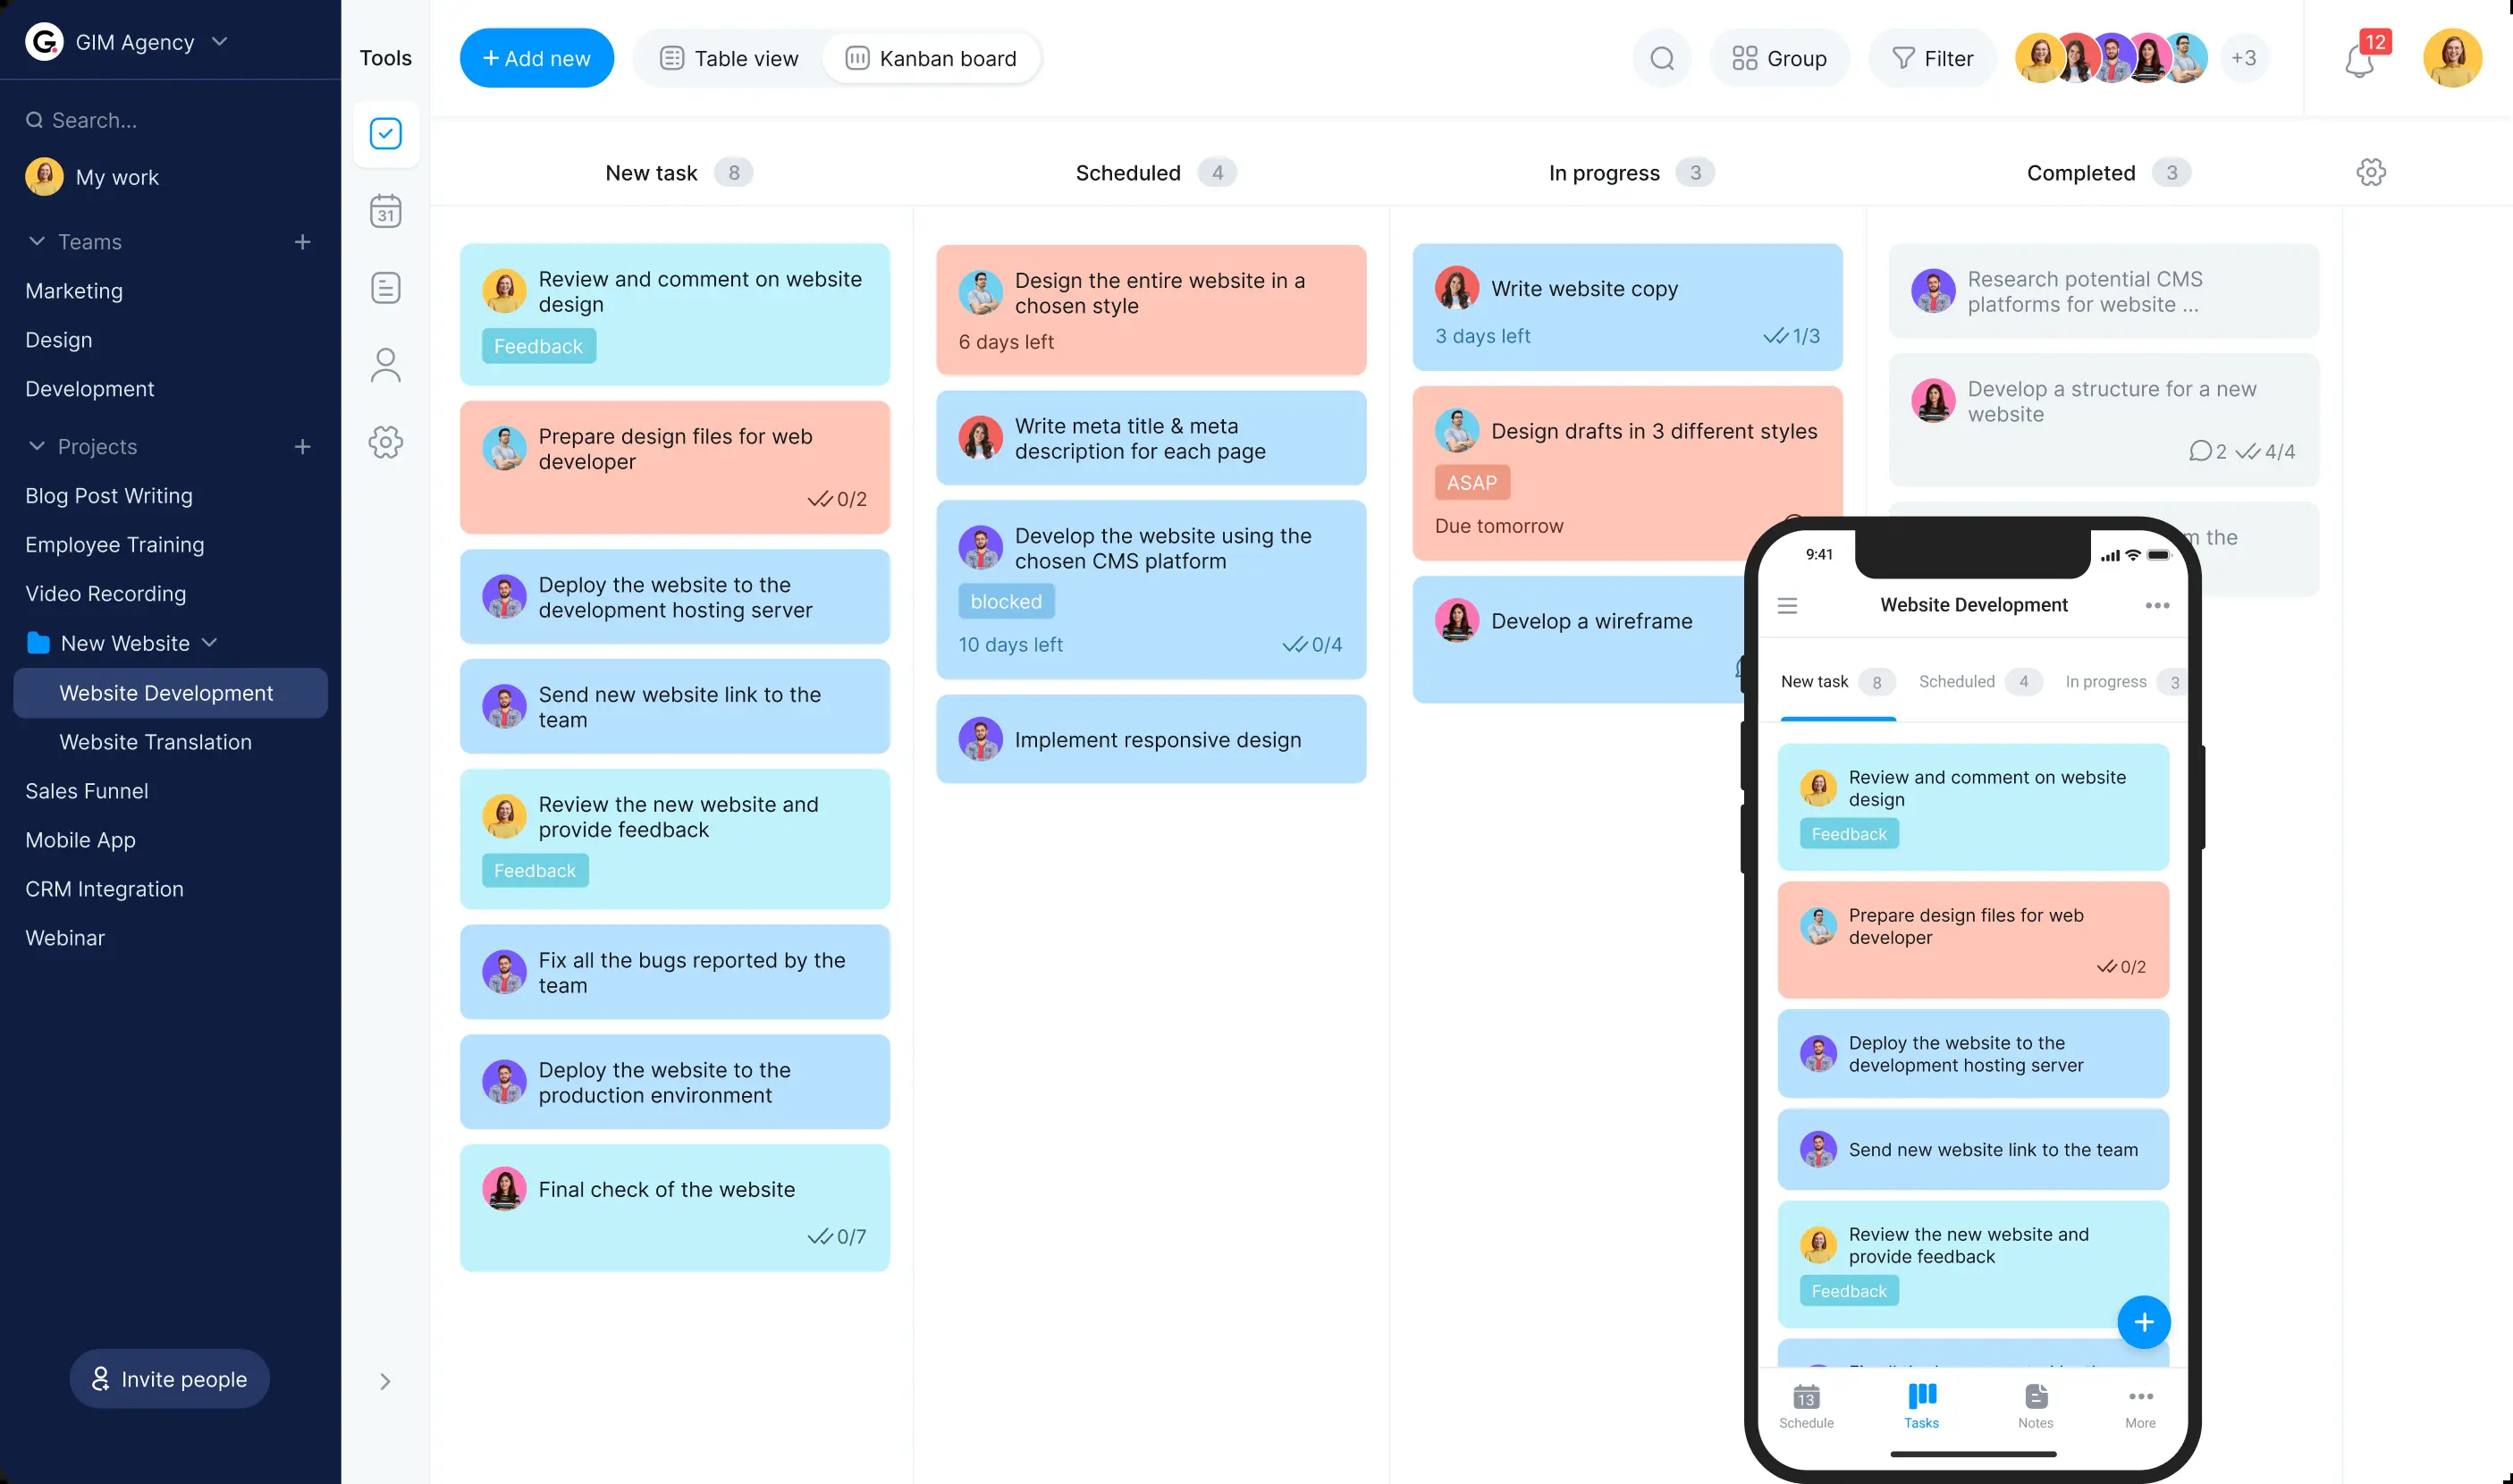 GIM Agency
Search...
My work
Teams
Marketing
Design
Development
Projects
Blog Post Writing
Employee Training
Video Recording
New Website
Website Development
Website Translation
Sales Funnel
Mobile App
CRM Integration
Webinar
Invite people
Tools
31
+ Add new
Table view
Kanban board
Group
Filter
+3
12
New task 8
Review and comment on website
design
Feedback
Prepare design files for web
developer
0/2
Deploy the website to the
development hosting server
Send new website link to the
team
Review the new website and
provide feedback
Feedback
Fix all the bugs reported by the
team
Deploy the website to the
production environment
Final check of the website
0/7
Scheduled 4
Design the entire website in a
chosen style
6 days left
Write meta title & meta
description for each page
Develop the website using the
chosen CMS platform
blocked
10 days left 0/4
Implement responsive design
In progress 3
Write website copy
3 days left 1/3
Design drafts in 3 different styles
ASAP
Due tomorrow
Develop a wireframe
Completed 3
Research potential CMS
platforms for website ...
Develop a structure for a new
website
2 4/4
the
9:41
Website Development
New task 8 Scheduled 4 In progress 3
Review and comment on website
design
Feedback
Prepare design files for web
developer
0/2
Deploy the website to the
development hosting server
Send new website link to the team
Review the new website and
provide feedback
Feedback
13
Schedule
Tasks
Notes
More